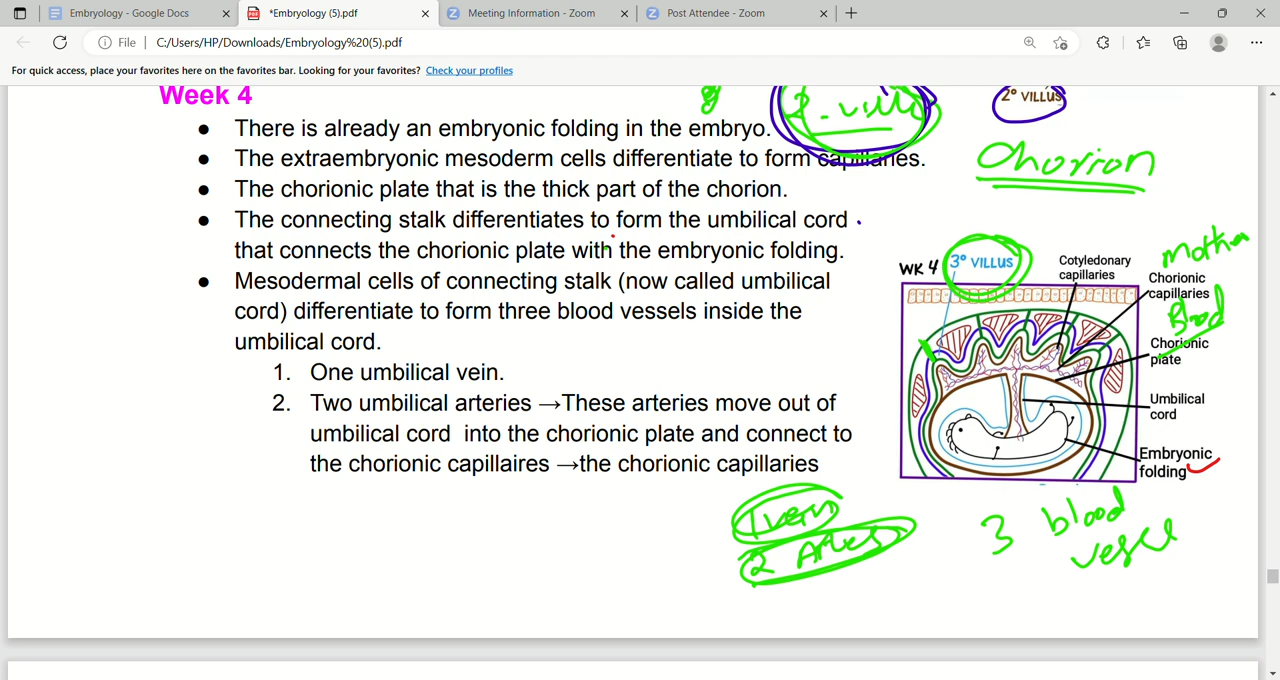 Embryology - Google Docs
*Embryology (5).pdf
Meeting Information - Zoom
Post Attendee - Zoom
File
C:/Users/HP/Downloads/Embryology%20(5).pdf
For quick access, place your favorites here on the favorites bar. Looking for your favorites? Check your profiles
Week 4
2°-villi
2° VILLUS
There is already an embryonic folding in the embryo.
The extraembryonic mesoderm cells differentiate to form capillaries.
Chorion
The chorionic plate that is the thick part of the chorion.
The connecting stalk differentiates to form the umbilical cord
that connects the chorionic plate with the embryonic folding.
Mesodermal cells of connecting stalk (now called umbilical
cord) differentiate to form three blood vessels inside the
umbilical cord.
1. One umbilical vein.
2. Two umbilical arteries →These arteries move out of
umbilical cord into the chorionic plate and connect to
the chorionic capillaires →the chorionic capillaries
WK 4
3° VILLUS
Cotyledonary
capillaries
Mother
Chorionic
capillaries
Blood
Chorionic
plate
Umbilical
cord
Embryonic
folding
1 vein
2 Arteries
3 blood
vessel